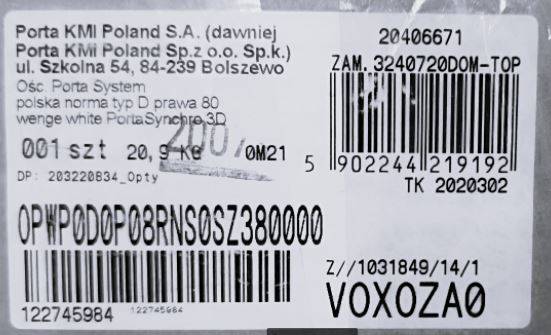 Porta KMI Poland S.A. (dawniej
Porta KMI Poland Sp.z o.o. Sp.k.)
ul. Szkolna 54, 84-239 Bolszewo
Ośc. Porta System
polska norma typ D prawa 80
wenge white PortaSynchro 3D
001 szt 20,9 KG 0M21
200/
DP: 203220834_Opty
OPWP0D0P08RNS0SZ380000
122745984 122745984
20406671
ZAM. 3240720DOM-TOP
5 902244 219192
TK 2020302
Z//1031849/14/1
VOXOZA0